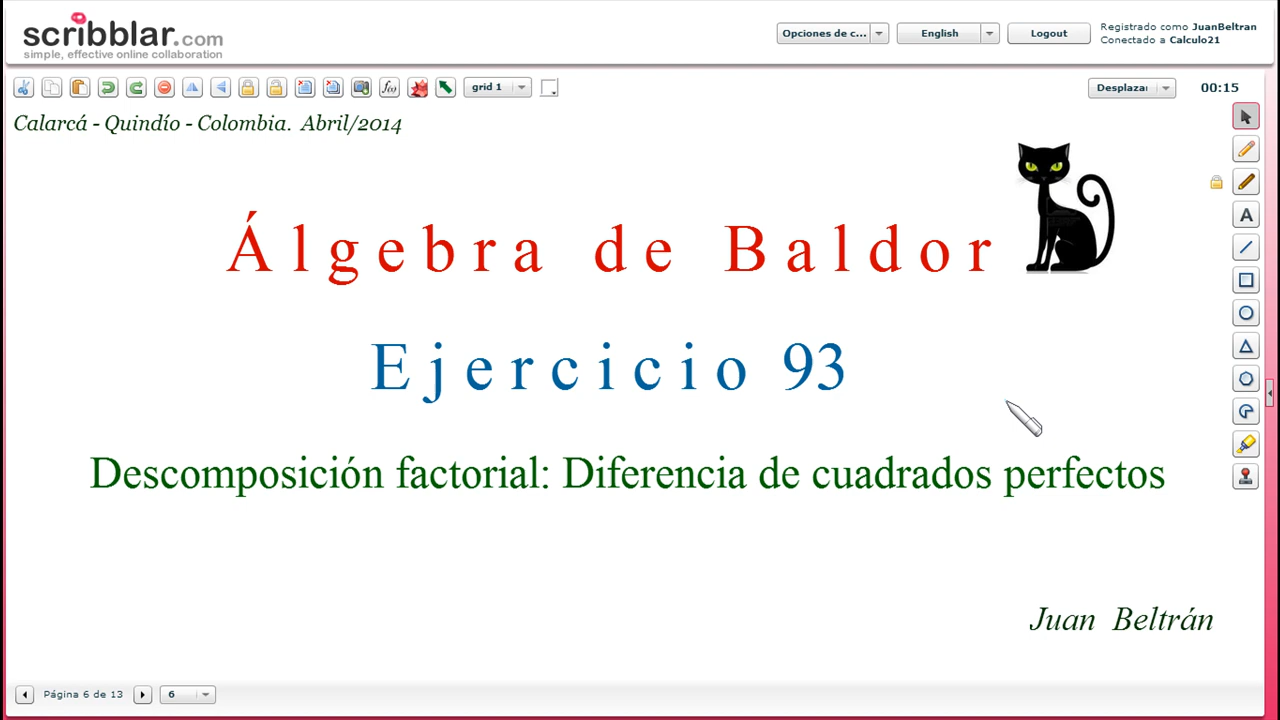 scribblar.com
simple, effective online collaboration
Opciones de c...
English
Logout
Registrado como JuanBeltran
Conectado a Calculo21
f(x)
grid 1
Desplazar
00:15
Calarcá - Quindío - Colombia. Abril/2014
Álgebra de Baldor
Ejercicio 93
A
Descomposición factorial: Diferencia de cuadrados perfectos
Juan Beltrán
Página 6 de 13
6